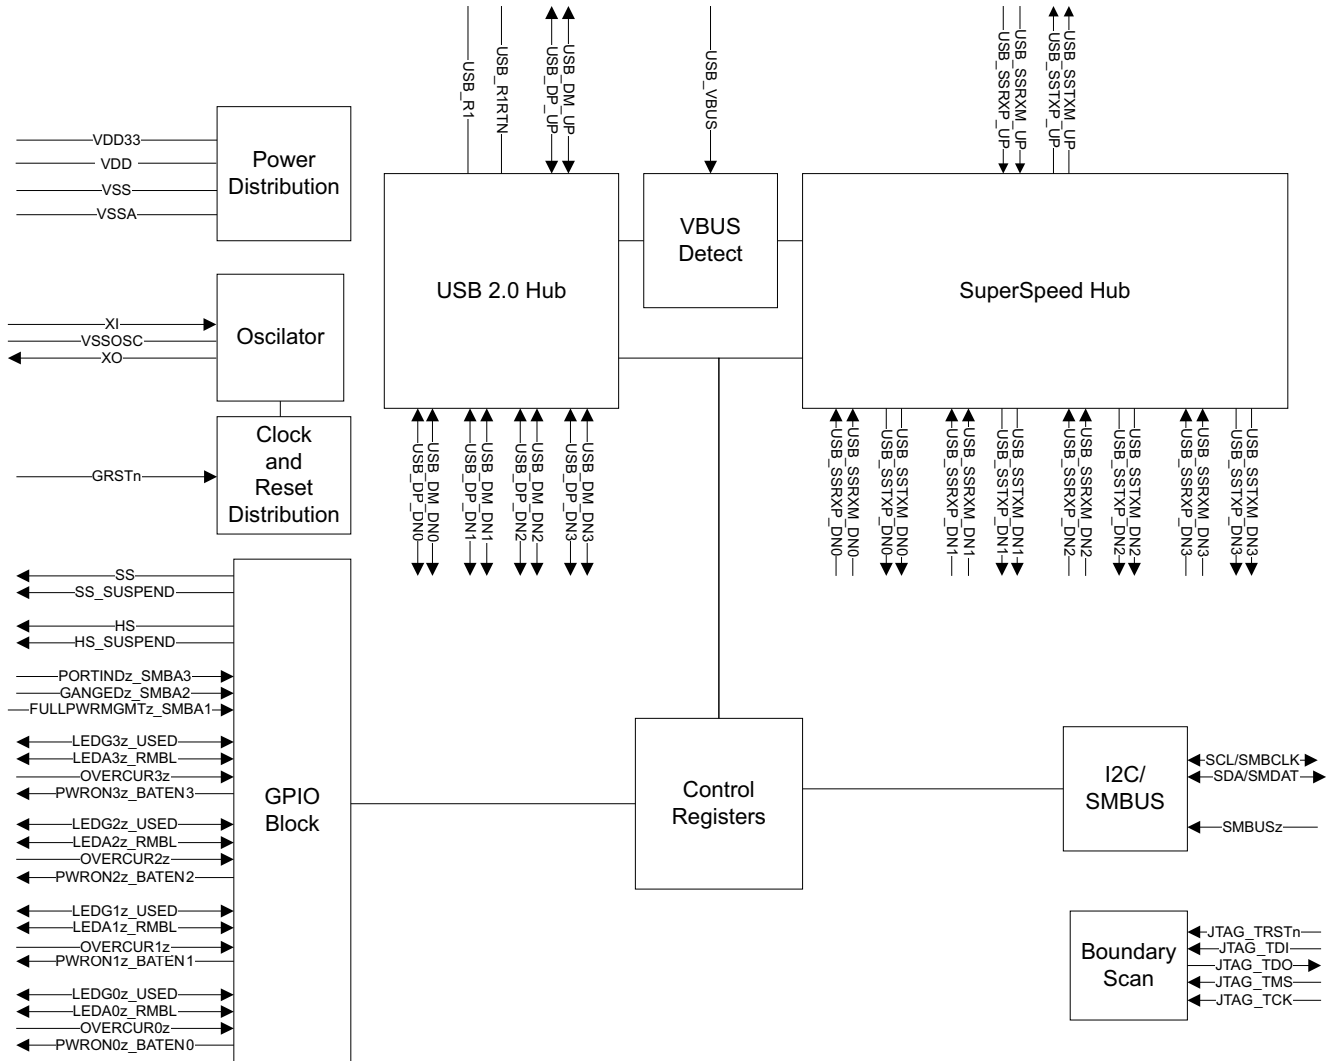 USB_R1
USB_R1RTN
USB_DP_UP
USB_DM_UP
USB_VBUS
USB_SSRXP_UP
USB_SSRXM_UP
USB_SSTXP_UP
USB_SSTXM_UP
VDD33
VDD
VSS
VSSA
Power
Distribution
USB 2.0 Hub
VBUS
Detect
SuperSpeed Hub
XI
VSSOSC
XO
Oscilator
GRSTn
Clock
and
Reset
Distribution
USB_DP_DN0
USB_DM_DN0
USB_DP_DN1
USB_DM_DN1
USB_DP_DN2
USB_DM_DN2
USB_DP_DN3
USB_DM_DN3
USB_SSRXP_DN0
USB_SSRXM_DN0
USB_SSTXP_DN0
USB_SSTXM_DN0
USB_SSRXP_DN1
USB_SSRXM_DN1
USB_SSTXP_DN1
USB_SSTXM_DN1
USB_SSRXP_DN2
USB_SSRXM_DN2
USB_SSTXP_DN2
USB_SSTXM_DN2
USB_SSRXP_DN3
USB_SSRXM_DN3
USB_SSTXP_DN3
USB_SSTXM_DN3
SS
SS_SUSPEND
HS
HS_SUSPEND
PORTINDz_SMBA3
GANGEDz_SMBA2
FULLPWRMGMTz_SMBA1
LEDG3z_USED
LEDA3z_RMBL
OVERCUR3z
PWRON3z_BATEN3
LEDG2z_USED
LEDA2z_RMBL
OVERCUR2z
PWRON2z_BATEN2
LEDG1z_USED
LEDA1z_RMBL
OVERCUR1z
PWRON1z_BATEN1
LEDG0z_USED
LEDA0z_RMBL
OVERCUR0z
PWRON0z_BATEN0
GPIO
Block
Control
Registers
I2C/
SMBUS
SCL/SMBCLK
SDA/SMDAT
SMBUSz
Boundary
Scan
JTAG_TRSTn
JTAG_TDI
JTAG_TDO
JTAG_TMS
JTAG_TCK